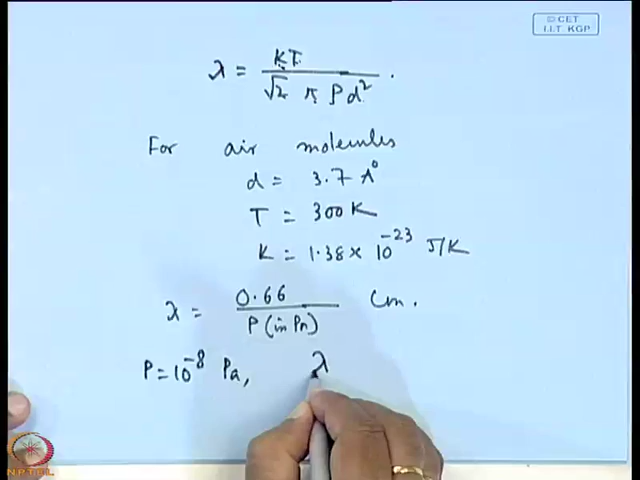 © CET
I.I.T. KGP
λ = KT / √2 π P d² .
For air molecules
d = 3.7 A°
T = 300 K
K = 1.38 × 10⁻²³ J/K
λ = 0.66 / P (in Pa) Cm.
P = 10⁻⁸ Pa, λ
NPTEL